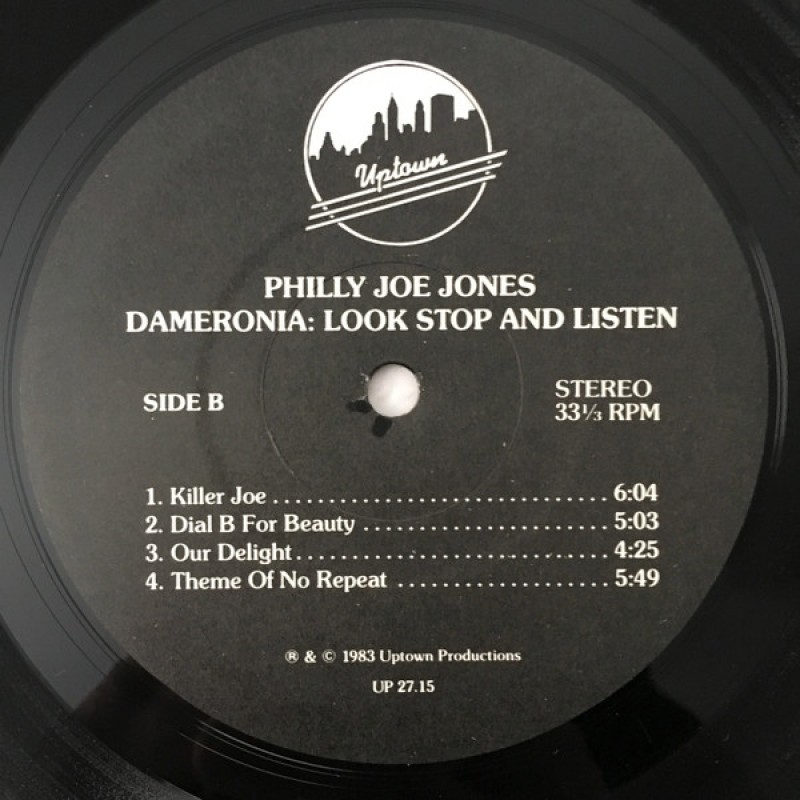 Uptown
PHILLY JOE JONES
DAMERONIA: LOOK STOP AND LISTEN
SIDE B
STEREO
33⅓ RPM
1. Killer Joe ................................ 6:04
2. Dial B For Beauty ........................ 5:03
3. Our Delight .............................. 4:25
4. Theme Of No Repeat ..................... 5:49
® & © 1983 Uptown Productions
UP 27.15